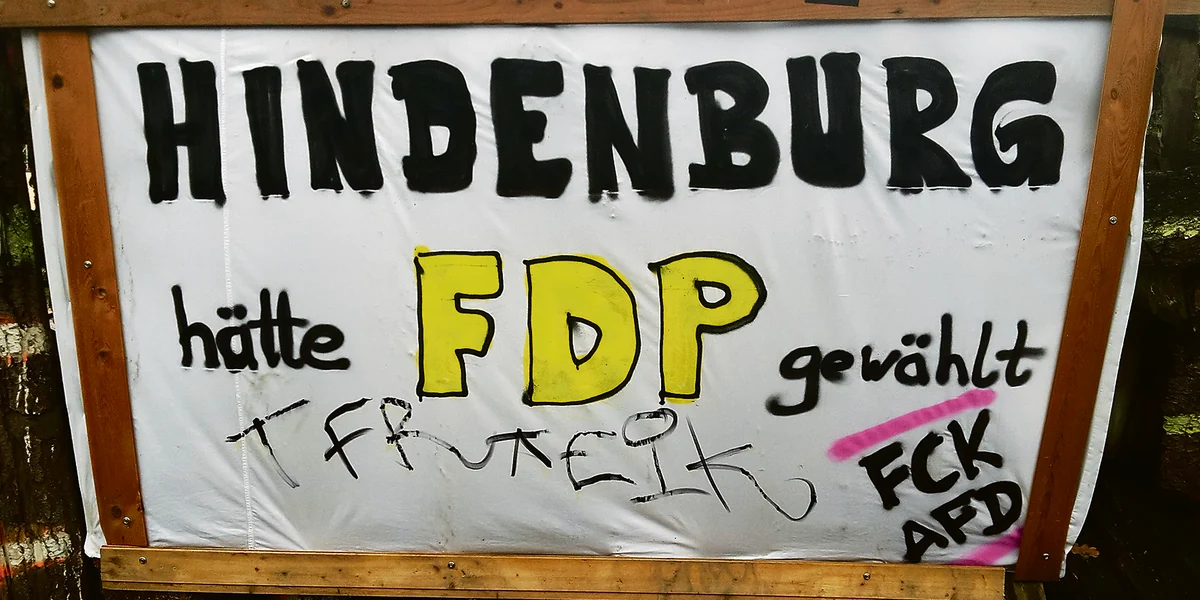 HINDENBURG
hätte FDP gewählt
FCK
AFD